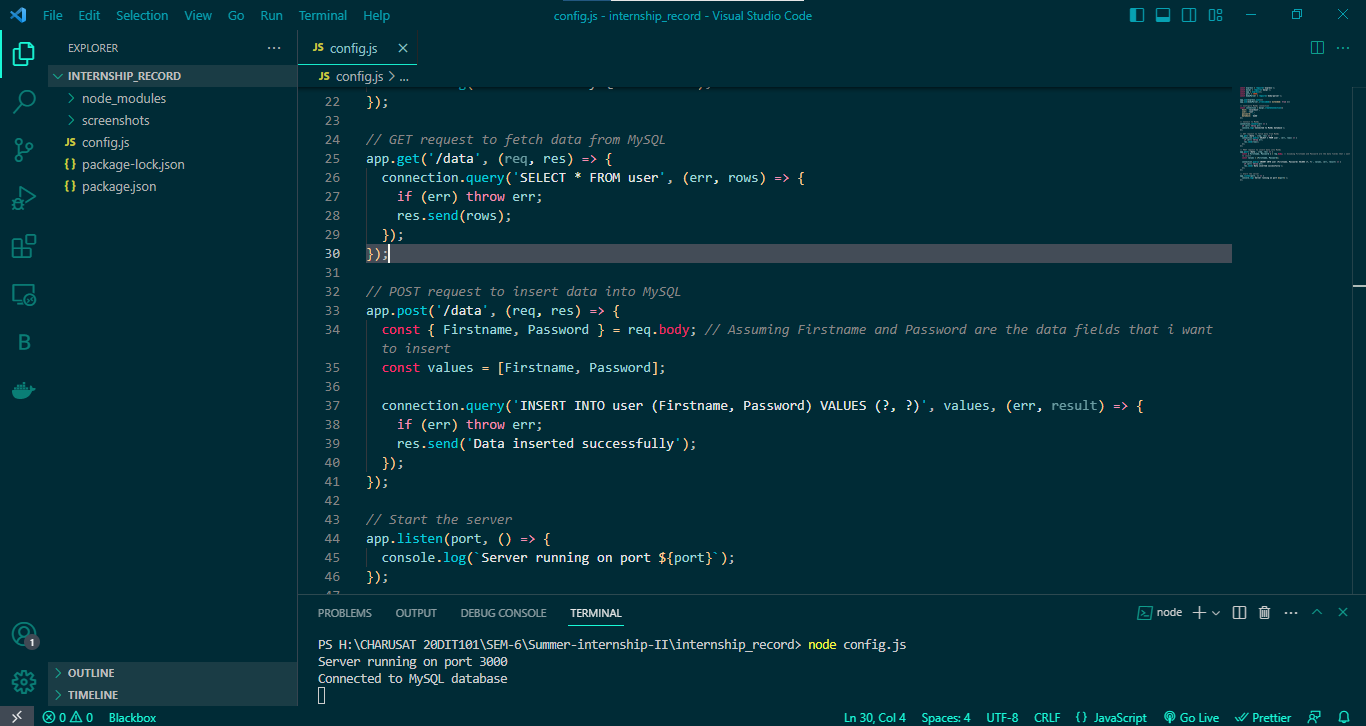 File Edit Selection View Go Run Terminal Help
config.js - internship_record - Visual Studio Code
EXPLORER
INTERNSHIP_RECORD
node_modules
screenshots
JS config.js
{} package-lock.json
{} package.json
OUTLINE
TIMELINE
JS config.js
JS config.js > ...
22 });
23
24 // GET request to fetch data from MySQL
25 app.get('/data', (req, res) => {
26 connection.query('SELECT * FROM user', (err, rows) => {
27 if (err) throw err;
28 res.send(rows);
29 });
30 });
31
32 // POST request to insert data into MySQL
33 app.post('/data', (req, res) => {
34 const { Firstname, Password } = req.body; // Assuming Firstname and Password are the data fields that i want
to insert
35 const values = [Firstname, Password];
36
37 connection.query('INSERT INTO user (Firstname, Password) VALUES (?, ?)', values, (err, result) => {
38 if (err) throw err;
39 res.send('Data inserted successfully');
40 });
41 });
42
43 // Start the server
44 app.listen(port, () => {
45 console.log(`Server running on port ${port}`);
46 });
PROBLEMS OUTPUT DEBUG CONSOLE TERMINAL
node
PS H:\CHARUSAT 20DIT101\SEM-6\Summer-internship-II\internship_record> node config.js
Server running on port 3000
Connected to MySQL database
B
1
0 0 Blackbox
Ln 30, Col 4 Spaces: 4 UTF-8 CRLF {} JavaScript Go Live Prettier